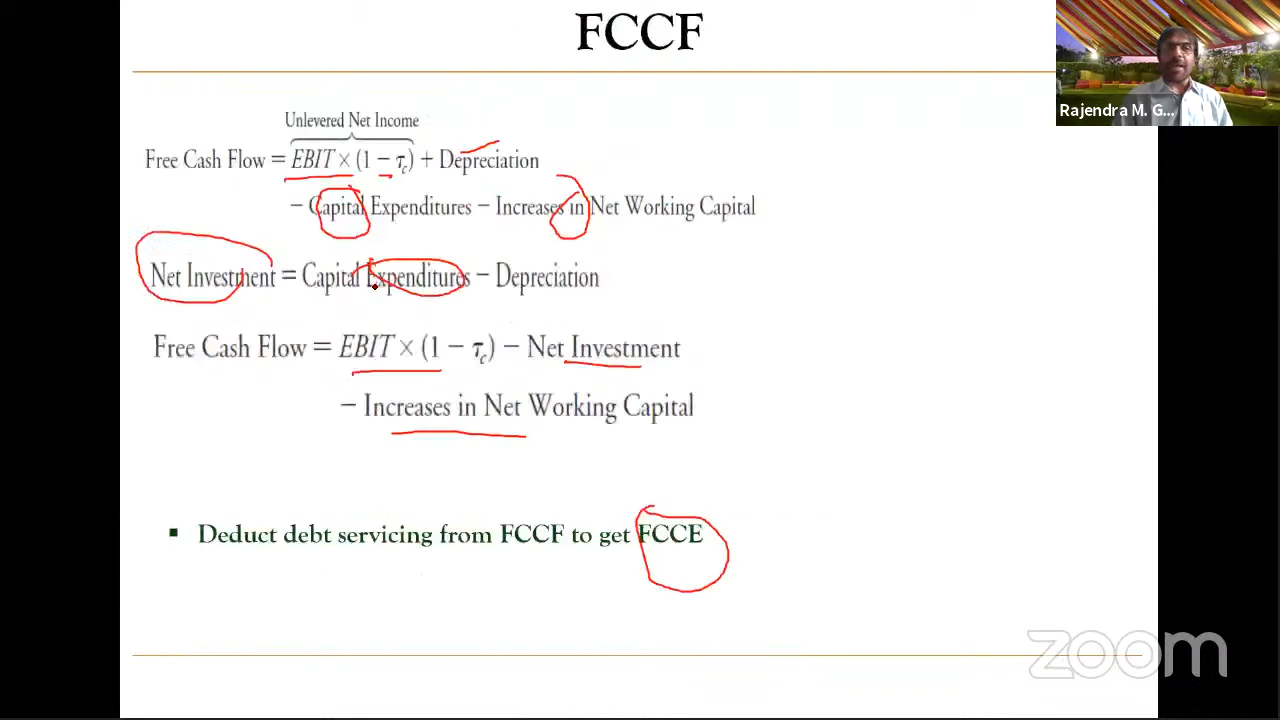 FCCF
Rajendra M. G...
Unlevered Net Income
Free Cash Flow = EBIT × (1 − τc) + Depreciation
− Capital Expenditures − Increases in Net Working Capital
Net Investment = Capital Expenditures − Depreciation
Free Cash Flow = EBIT × (1 − τc) − Net Investment
− Increases in Net Working Capital
▪ Deduct debt servicing from FCCF to get FCCE
zoom